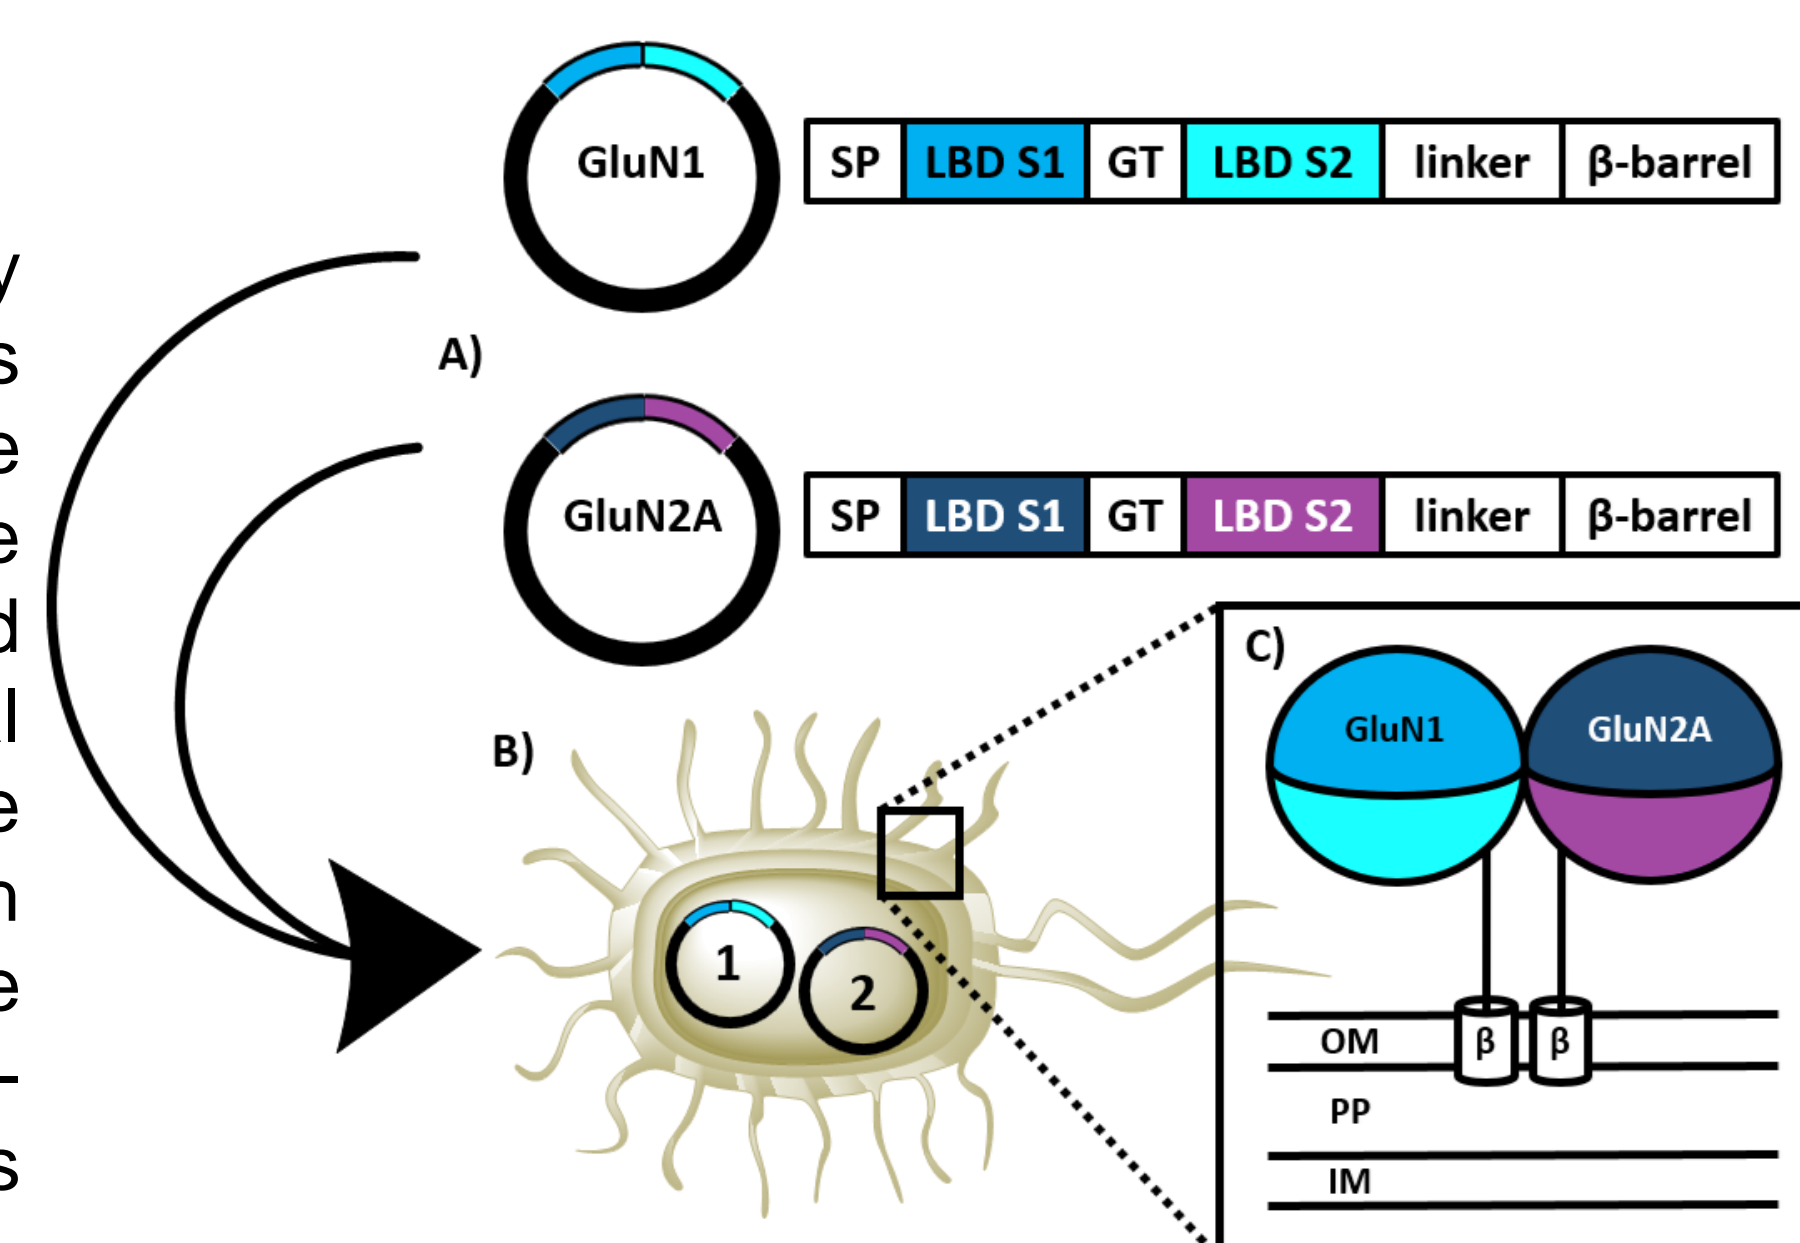 GluN1
SP LBD S1 GT LBD S2 linker β-barrel
y
s
A)
GluN2A
SP LBD S1 GT LBD S2 linker β-barrel
e
e
d
l
e
n
e
-
s
B)
1
2
C)
GluN1 GluN2A
OM β β
PP
IM